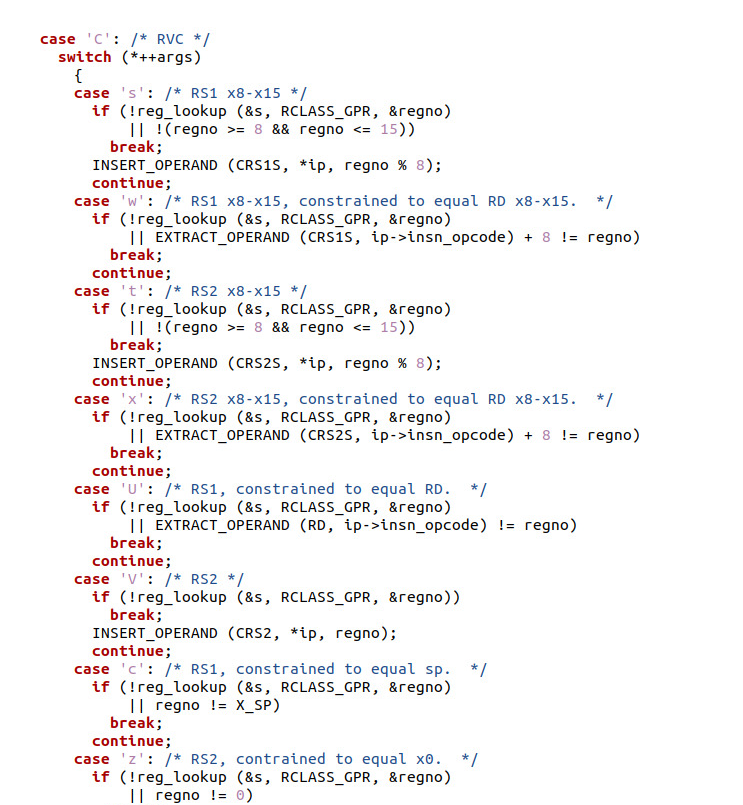 case 'C': /* RVC */
switch (*++args)
{
case 's': /* RS1 x8-x15 */
if (!reg_lookup (&s, RCLASS_GPR, &regno)
|| !(regno >= 8 && regno <= 15))
break;
INSERT_OPERAND (CRS1S, *ip, regno % 8);
continue;
case 'w': /* RS1 x8-x15, constrained to equal RD x8-x15.  */
if (!reg_lookup (&s, RCLASS_GPR, &regno)
|| EXTRACT_OPERAND (CRS1S, ip->insn_opcode) + 8 != regno)
break;
continue;
case 't': /* RS2 x8-x15 */
if (!reg_lookup (&s, RCLASS_GPR, &regno)
|| !(regno >= 8 && regno <= 15))
break;
INSERT_OPERAND (CRS2S, *ip, regno % 8);
continue;
case 'x': /* RS2 x8-x15, constrained to equal RD x8-x15.  */
if (!reg_lookup (&s, RCLASS_GPR, &regno)
|| EXTRACT_OPERAND (CRS2S, ip->insn_opcode) + 8 != regno)
break;
continue;
case 'U': /* RS1, constrained to equal RD.  */
if (!reg_lookup (&s, RCLASS_GPR, &regno)
|| EXTRACT_OPERAND (RD, ip->insn_opcode) != regno)
break;
continue;
case 'V': /* RS2 */
if (!reg_lookup (&s, RCLASS_GPR, &regno))
break;
INSERT_OPERAND (CRS2, *ip, regno);
continue;
case 'c': /* RS1, constrained to equal sp.  */
if (!reg_lookup (&s, RCLASS_GPR, &regno)
|| regno != X_SP)
break;
continue;
case 'z': /* RS2, contrained to equal x0.  */
if (!reg_lookup (&s, RCLASS_GPR, &regno)
|| regno != 0)